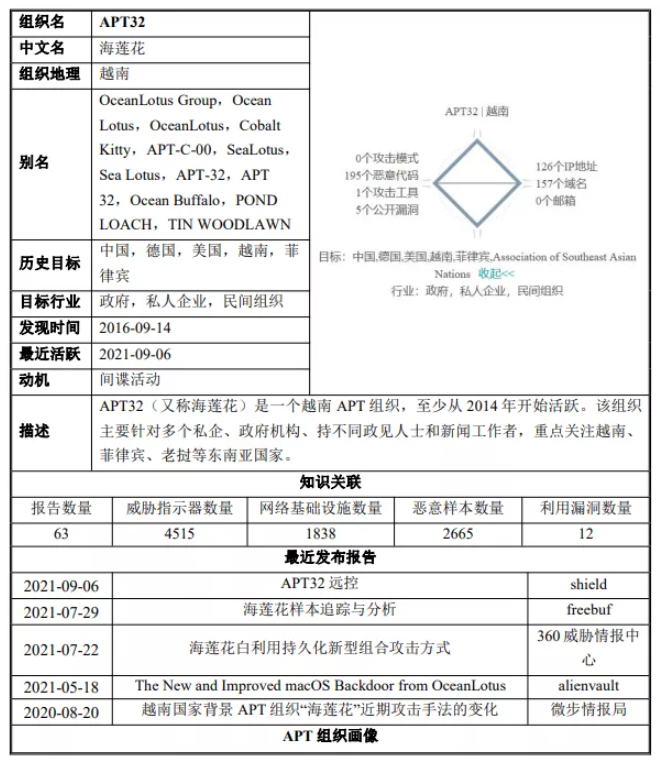 组织名 APT32
中文名 海莲花
组织地理 越南
别名
OceanLotus Group，Ocean
Lotus，OceanLotus，Cobalt
Kitty，APT-C-00，SeaLotus，
Sea Lotus，APT-32，APT
32，Ocean Buffalo，POND
LOACH，TIN WOODLAWN
历史目标
中国，德国，美国，越南，菲
律宾
目标行业 政府，私人企业，民间组织
发现时间 2016-09-14
最近活跃 2021-09-06
动机 间谍活动
APT32 | 越南
0个攻击模式
195个恶意代码
1个攻击工具
5个公开漏洞
126个IP地址
157个域名
0个邮箱
目标：中国,德国,美国,越南,菲律宾,Association of Southeast Asian
Nations 收起<<
行业：政府，私人企业，民间组织
描述
APT32（又称海莲花）是一个越南 APT 组织，至少从 2014 年开始活跃。该组织
主要针对多个私企、政府机构、持不同政见人士和新闻工作者，重点关注越南、
菲律宾、老挝等东南亚国家。
知识关联
报告数量 威胁指示器数量 网络基础设施数量 恶意样本数量 利用漏洞数量
63 4515 1838 2665 12
最近发布报告
2021-09-06 APT32 远控 shield
2021-07-29 海莲花样本追踪与分析 freebuf
2021-07-22 海莲花白利用持久化新型组合攻击方式 360 威胁情报中
心
2021-05-18 The New and Improved macOS Backdoor from OceanLotus alienvault
2020-08-20 越南国家背景 APT 组织“海莲花”近期攻击手法的变化 微步情报局
APT 组织画像